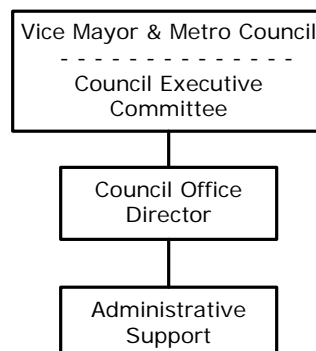 Vice Mayor & Metro Council
- - - - - - - - - - - - - -
Council Executive
Committee
Council Office
Director
Administrative
Support